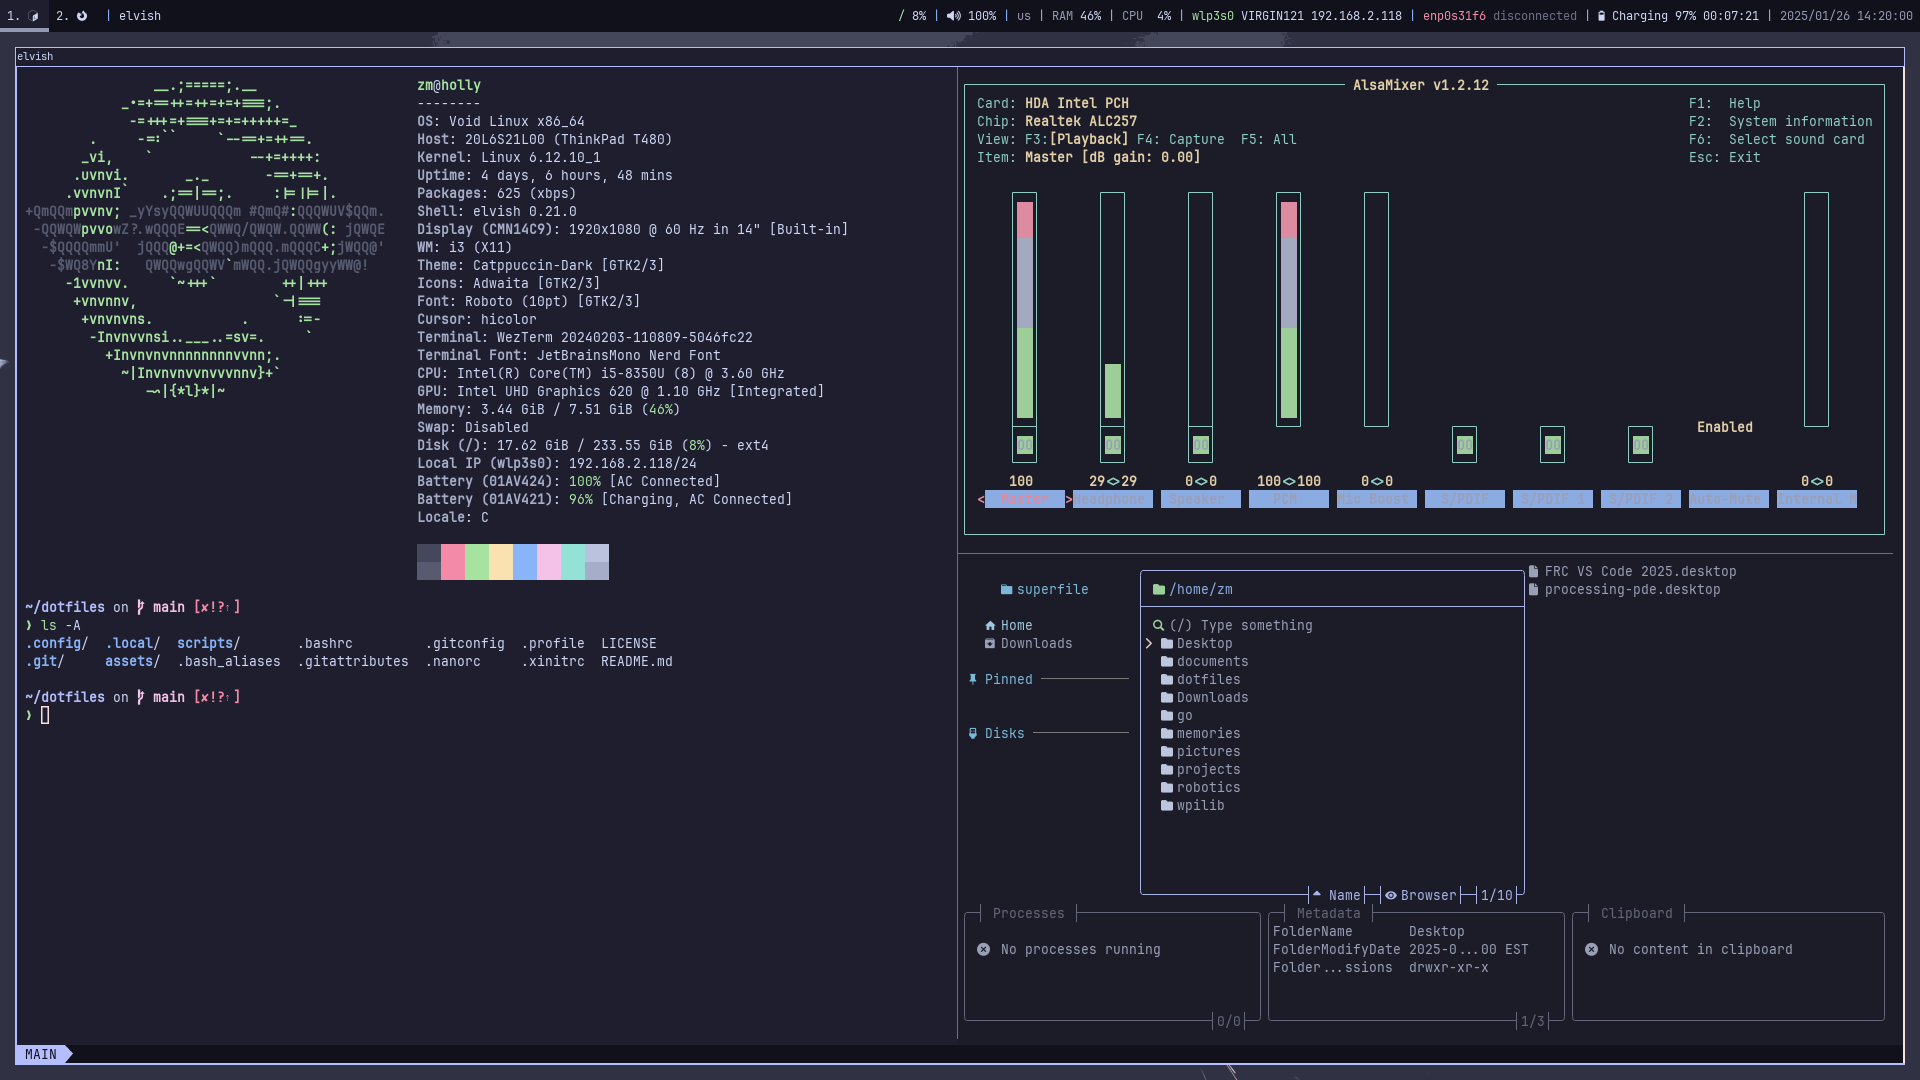 1. 2. | elvish / 8% | 100% | us | RAM 46% | CPU 4% | wlp3s0 VIRGIN121 192.168.2.118 | enp0s31f6 disconnected | Charging 97% 00:07:21 | 2025/01/26 14:20:00
elvish
zm@holly
--------
OS: Void Linux x86_64
Host: 20L6S21L00 (ThinkPad T480)
Kernel: Linux 6.12.10_1
Uptime: 4 days, 6 hours, 48 mins
Packages: 625 (xbps)
Shell: elvish 0.21.0
Display (CMN14C9): 1920x1080 @ 60 Hz in 14" [Built-in]
WM: i3 (X11)
Theme: Catppuccin-Dark [GTK2/3]
Icons: Adwaita [GTK2/3]
Font: Roboto (10pt) [GTK2/3]
Cursor: hicolor
Terminal: WezTerm 20240203-110809-5046fc22
Terminal Font: JetBrainsMono Nerd Font
CPU: Intel(R) Core(TM) i5-8350U (8) @ 3.60 GHz
GPU: Intel UHD Graphics 620 @ 1.10 GHz [Integrated]
Memory: 3.44 GiB / 7.51 GiB (46%)
Swap: Disabled
Disk (/): 17.62 GiB / 233.55 GiB (8%) - ext4
Local IP (wlp3s0): 192.168.2.118/24
Battery (01AV424): 100% [AC Connected]
Battery (01AV421): 96% [Charging, AC Connected]
Locale: C
~/dotfiles on main [✘!?↑]
❯ ls -A
.config/ .local/ scripts/ .bashrc .gitconfig .profile LICENSE
.git/ assets/ .bash_aliases .gitattributes .nanorc .xinitrc README.md
~/dotfiles on main [✘!?↑]
❯
MAIN
AlsaMixer v1.2.12
Card: HDA Intel PCH F1: Help
Chip: Realtek ALC257 F2: System information
View: F3:[Playback] F4: Capture F5: All F6: Select sound card
Item: Master [dB gain: 0.00] Esc: Exit
Enabled
OO OO OO OO OO OO
100 29<>29 0<>0 100<>100 0<>0 0<>0
< Master > Headphone Speaker PCM Mic Boost S/PDIF S/PDIF 1 S/PDIF 2 Auto-Mute Internal M
superfile
Home
Downloads
Pinned
Disks
/home/zm
(/) Type something
Desktop
documents
dotfiles
Downloads
go
memories
pictures
projects
robotics
wpilib
Name Browser 1/10
FRC VS Code 2025.desktop
processing-pde.desktop
Processes
No processes running
0/0
Metadata
FolderName Desktop
FolderModifyDate 2025-0...00 EST
Folder...ssions drwxr-xr-x
1/3
Clipboard
No content in clipboard